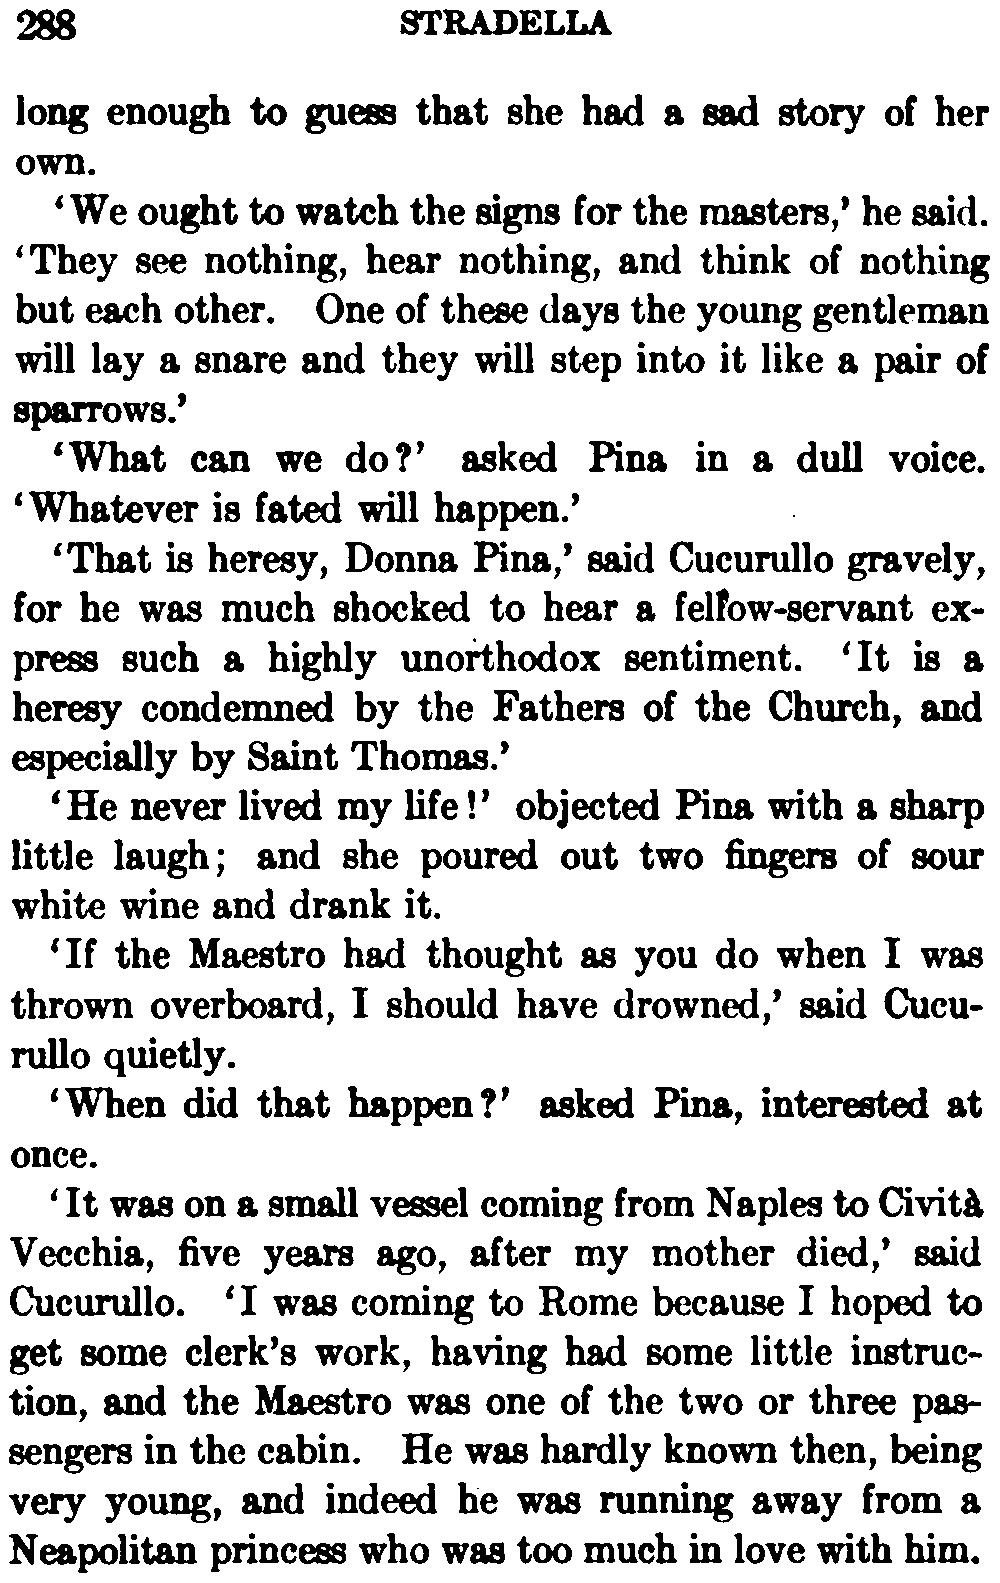 288 STRADELLA
long enough to guess that she had a sad story of her
own.
‘We ought to watch the signs for the masters,’ he said.
‘They see nothing, hear nothing, and think of nothing
but each other. One of these days the young gentleman
will lay a snare and they will step into it like a pair of
sparrows.’
‘What can we do?’ asked Pina in a dull voice.
‘Whatever is fated will happen.’
‘That is heresy, Donna Pina,’ said Cucurullo gravely,
for he was much shocked to hear a fellow-servant ex-
press such a highly unorthodox sentiment. ‘It is a
heresy condemned by the Fathers of the Church, and
especially by Saint Thomas.’
‘He never lived my life!’ objected Pina with a sharp
little laugh; and she poured out two fingers of sour
white wine and drank it.
‘If the Maestro had thought as you do when I was
thrown overboard, I should have drowned,’ said Cucu-
rullo quietly.
‘When did that happen?’ asked Pina, interested at
once.
‘It was on a small vessel coming from Naples to Cività
Vecchia, five years ago, after my mother died,’ said
Cucurullo. ‘I was coming to Rome because I hoped to
get some clerk’s work, having had some little instruc-
tion, and the Maestro was one of the two or three pas-
sengers in the cabin. He was hardly known then, being
very young, and indeed he was running away from a
Neapolitan princess who was too much in love with him.